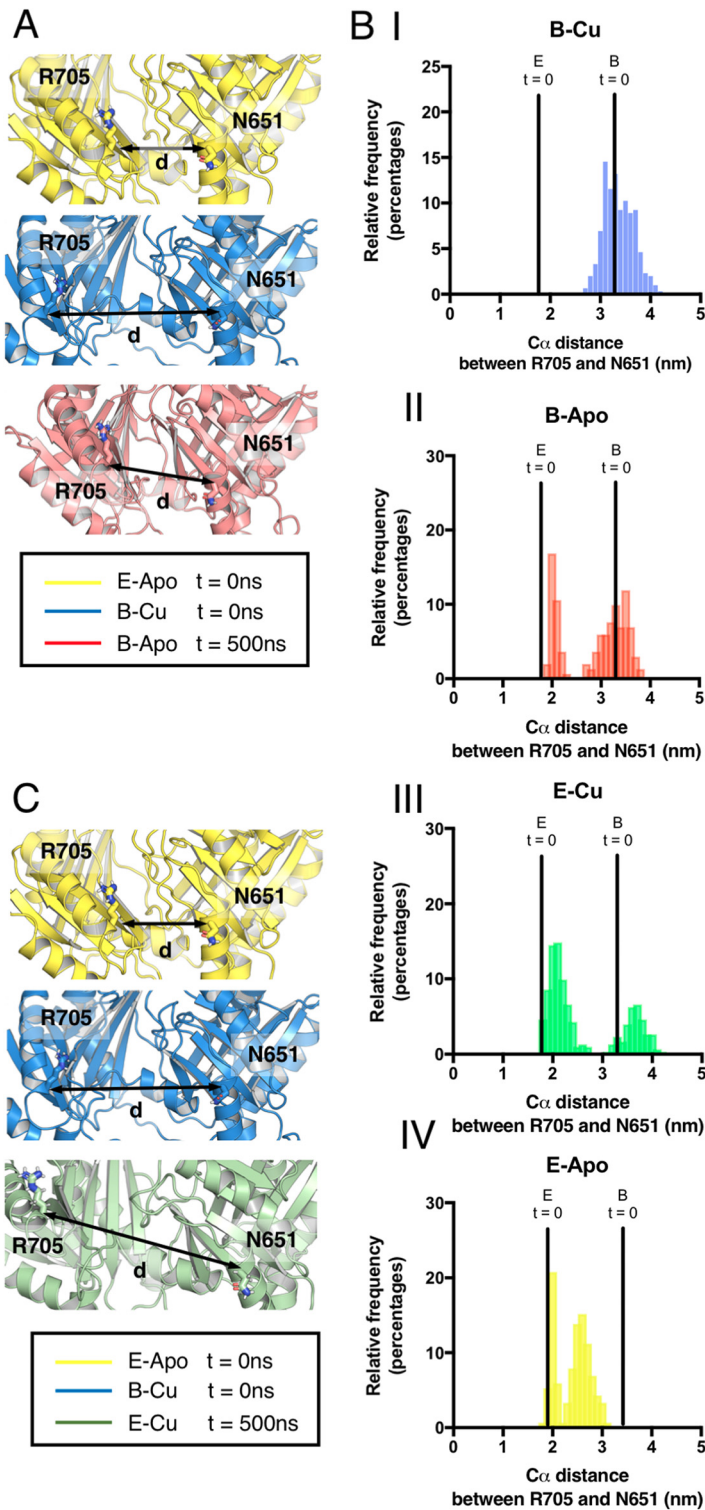 A
R705
N651
d
R705
N651
d
N651
R705
d
E-Apo t = 0ns
B-Cu t = 0ns
B-Apo t = 500ns
B I
B-Cu
E B
t = 0 t = 0
25
20
15
10
5
0
0 1 2 3 4 5
Relative frequency
(percentages)
Cα distance
between R705 and N651 (nm)
II
B-Apo
E B
t = 0 t = 0
30
20
10
0
0 1 2 3 4 5
Relative frequency
(percentages)
Cα distance
between R705 and N651 (nm)
C
R705
N651
d
R705
N651
d
R705
N651
d
E-Apo t = 0ns
B-Cu t = 0ns
E-Cu t = 500ns
III
E-Cu
E B
t = 0 t = 0
30
20
10
0
0 1 2 3 4 5
Relative frequency
(percentages)
Cα distance
between R705 and N651 (nm)
IV
E-Apo
E B
t = 0 t = 0
30
20
10
0
0 1 2 3 4 5
Relative frequency
(percentages)
Cα distance
between R705 and N651 (nm)